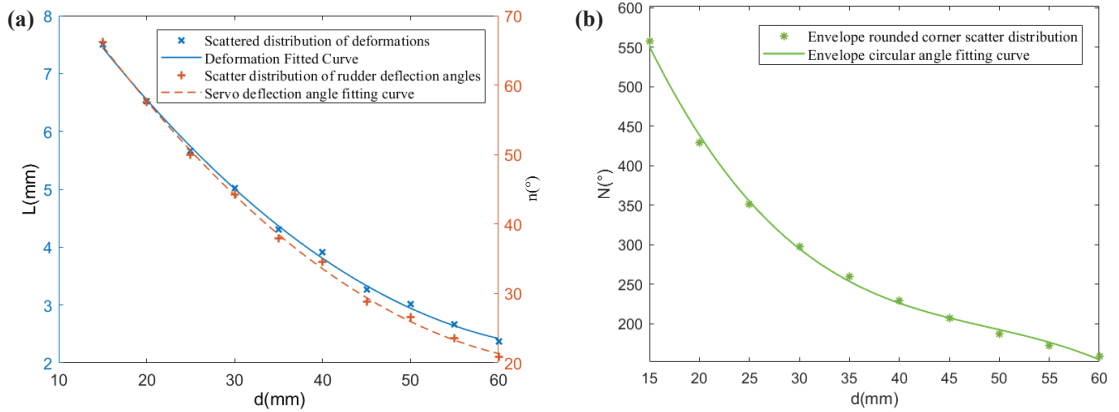 (a)
Scattered distribution of deformations
Deformation Fitted Curve
Scatter distribution of rudder deflection angles
Servo deflection angle fitting curve
8
7
6
5
4
3
2
L(mm)
70
60
50
40
30
20
n(°)
10 20 30 40 50 60
d(mm)
(b)
Envelope rounded corner scatter distribution
Envelope circular angle fitting curve
600
550
500
450
400
350
300
250
200
150
N(°)
15 20 25 30 35 40 45 50 55 60
d(mm)